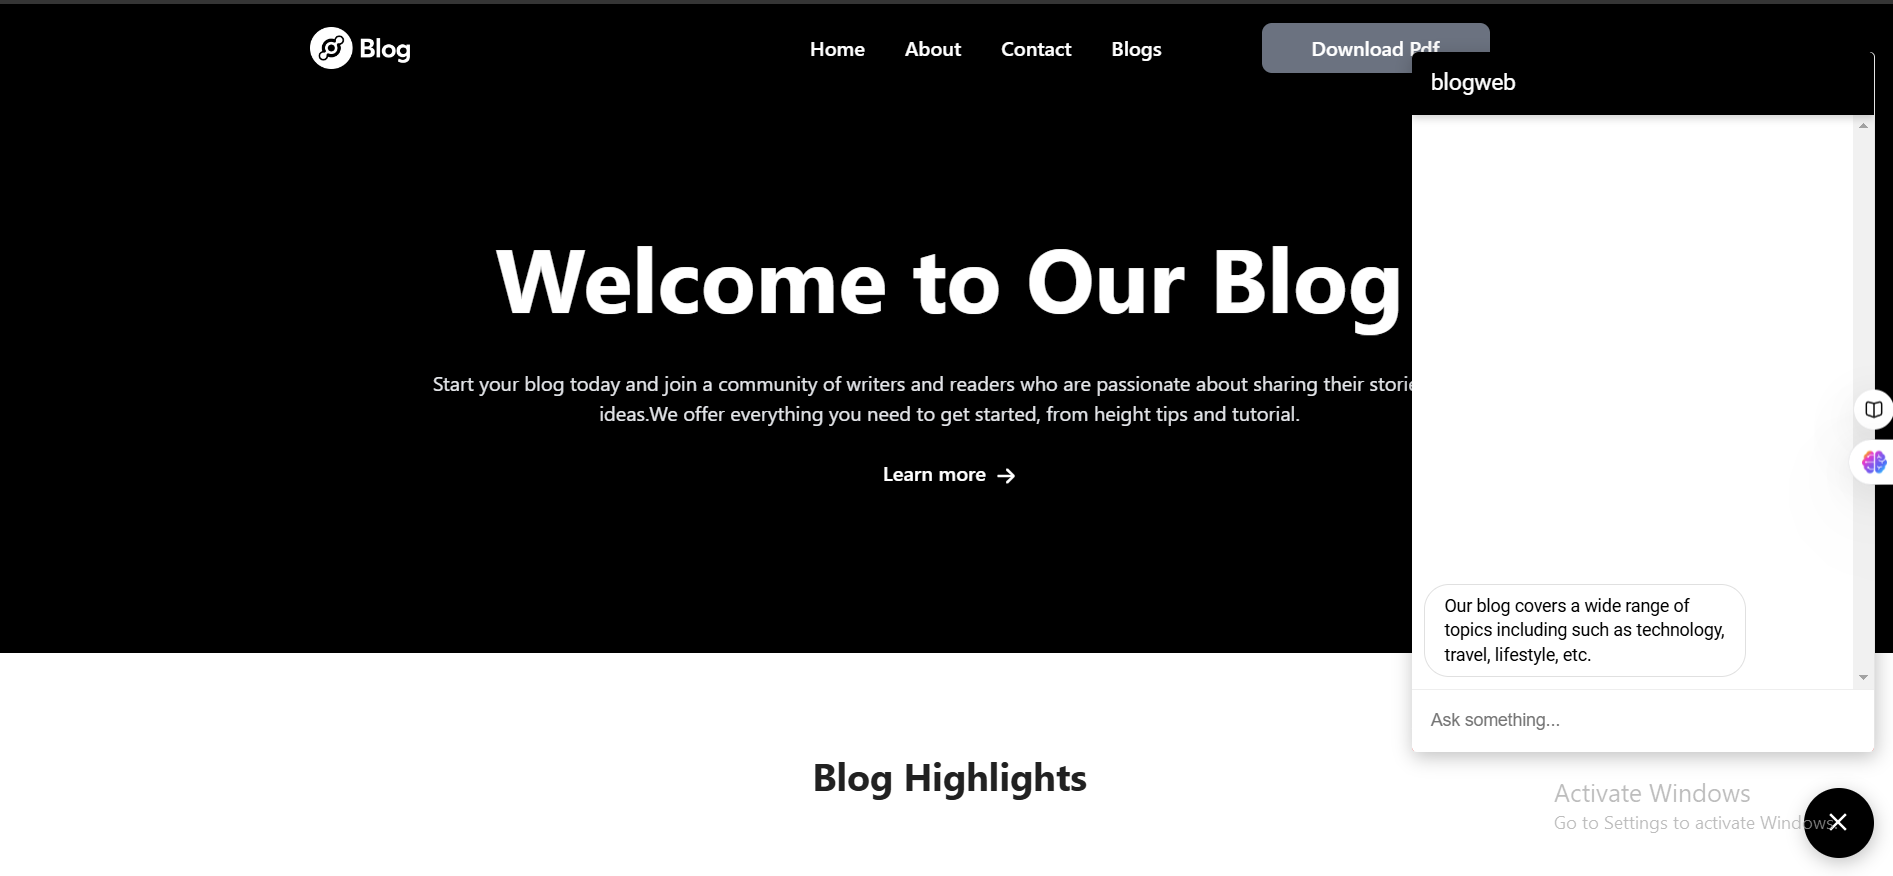 Blog
Home
About
Contact
Blogs
Download Pdf
blogweb
Welcome to Our Blog
Start your blog today and join a community of writers and readers who are passionate about sharing their
ideas.We offer everything you need to get started, from height tips and tutorial.
Learn more
Our blog covers a wide range of
topics including such as technology,
travel, lifestyle, etc.
Ask something...
Blog Highlights
Activate Windows
Go to Settings to activate Windows.